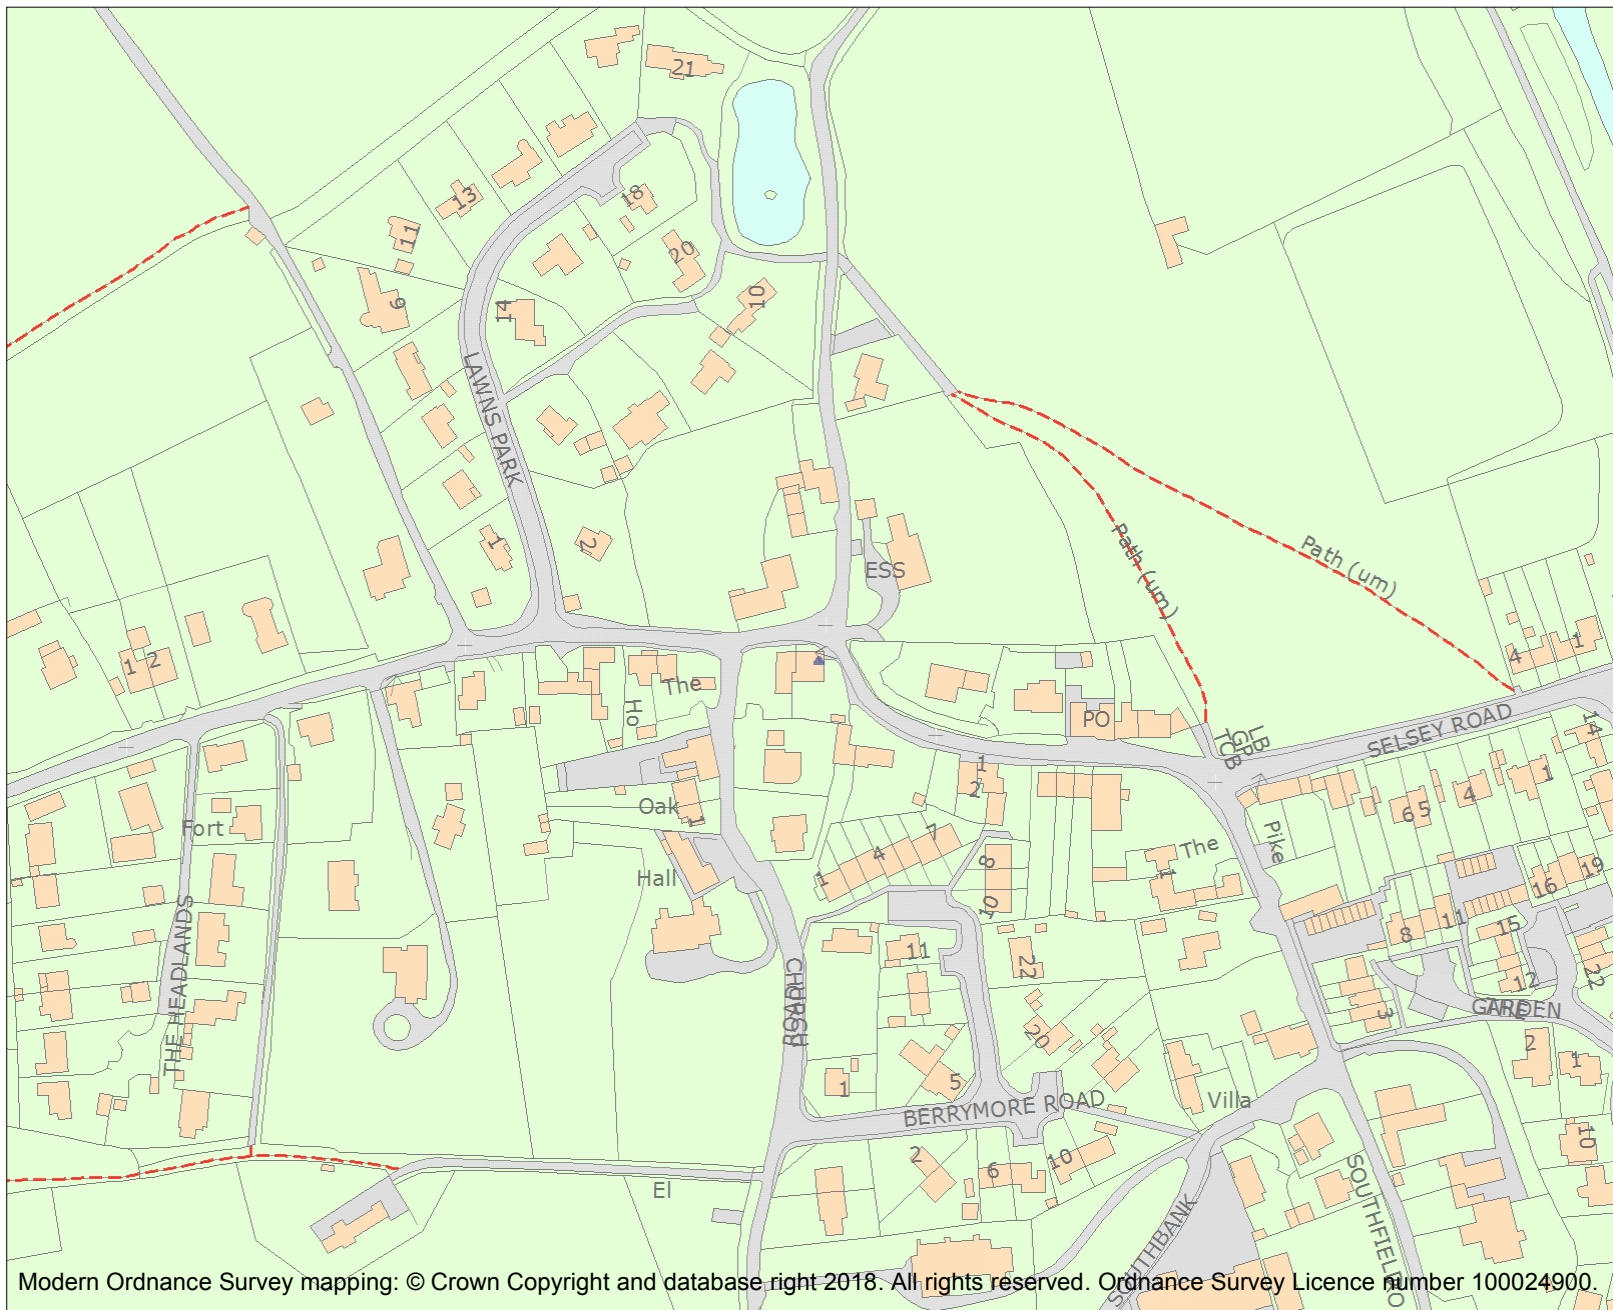 21
18
13
11
20
9
14
10
LAWNS PARK
1
2
ESS
Path (um)
Path (um)
1 2
4 1
The
Ho
PO
LB
GP
TCB
SELSEY ROAD
14
1
2
Oak
1
Fort
Hall
1 4 7
8
10
The
1
Pike
6 5 4 1
16 19
8 11 15
12
22
3
GARDEN
THE
THE HEADLANDS
CHURCH
ROAD
11
22
20
5
1
BERRYMORE ROAD
Villa
2 1
10
2 6 10
El
SOUTHBANK
SOUTHFIELD RO
Modern Ordnance Survey mapping: © Crown Copyright and database right 2018. All rights reserved. Ordnance Survey Licence number 100024900.